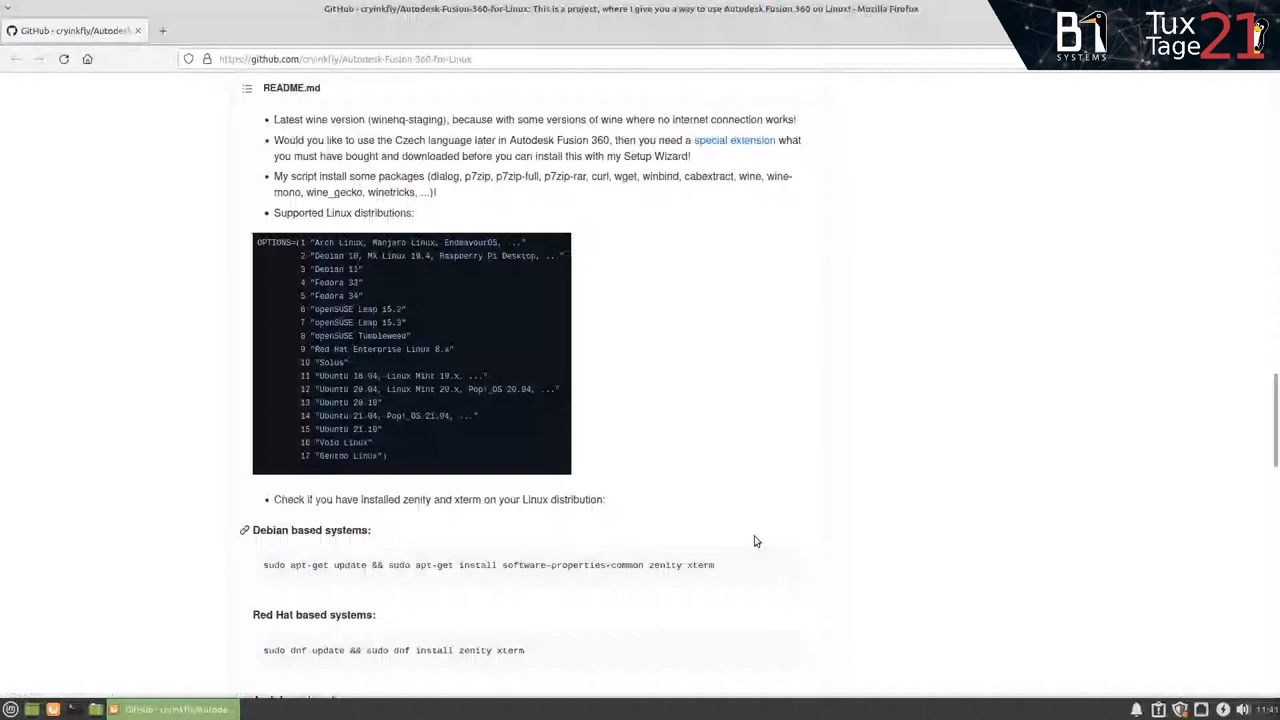 GitHub - cryinkfly/Autodesk-Fusion-360-for-Linux: This is a project, where I give you a way to use Autodesk Fusion 360 on Linux! - Mozilla Firefox
GitHub - cryinkfly/Autodes
B1
SYSTEMS
Tux
Tage 21
https://github.com/cryinkfly/Autodesk-Fusion-360-for-Linux
README.md
• Latest wine version (winehq-staging), because with some versions of wine where no internet connection works!
• Would you like to use the Czech language later in Autodesk Fusion 360, then you need a special extension what
you must have bought and downloaded before you can install this with my Setup Wizard!
• My script install some packages (dialog, p7zip, p7zip-full, p7zip-rar, curl, wget, winbind, cabextract, wine, wine-
mono, wine_gecko, winetricks, ...)!
• Supported Linux distributions:
OPTIONS=(1 "Arch Linux, Manjaro Linux, EndeavourOS, ..."
2 "Debian 10, MX Linux 19.4, Raspberry Pi Desktop, ..."
3 "Debian 11"
4 "Fedora 33"
5 "Fedora 34"
6 "openSUSE Leap 15.2"
7 "openSUSE Leap 15.3"
8 "openSUSE Tumbleweed"
9 "Red Hat Enterprise Linux 8.x"
10 "Solus"
11 "Ubuntu 18.04, Linux Mint 19.x, ..."
12 "Ubuntu 20.04, Linux Mint 20.x, Pop!_OS 20.04, ..."
13 "Ubuntu 20.10"
14 "Ubuntu 21.04, Pop!_OS 21.04, ..."
15 "Ubuntu 21.10"
16 "Void Linux"
17 "Gentoo Linux")
• Check if you have installed zenity and xterm on your Linux distribution:
Debian based systems:
sudo apt-get update && sudo apt-get install software-properties-common zenity xterm
Red Hat based systems:
sudo dnf update && sudo dnf install zenity xterm
GitHub - cryinkfly/Autode...
11:41